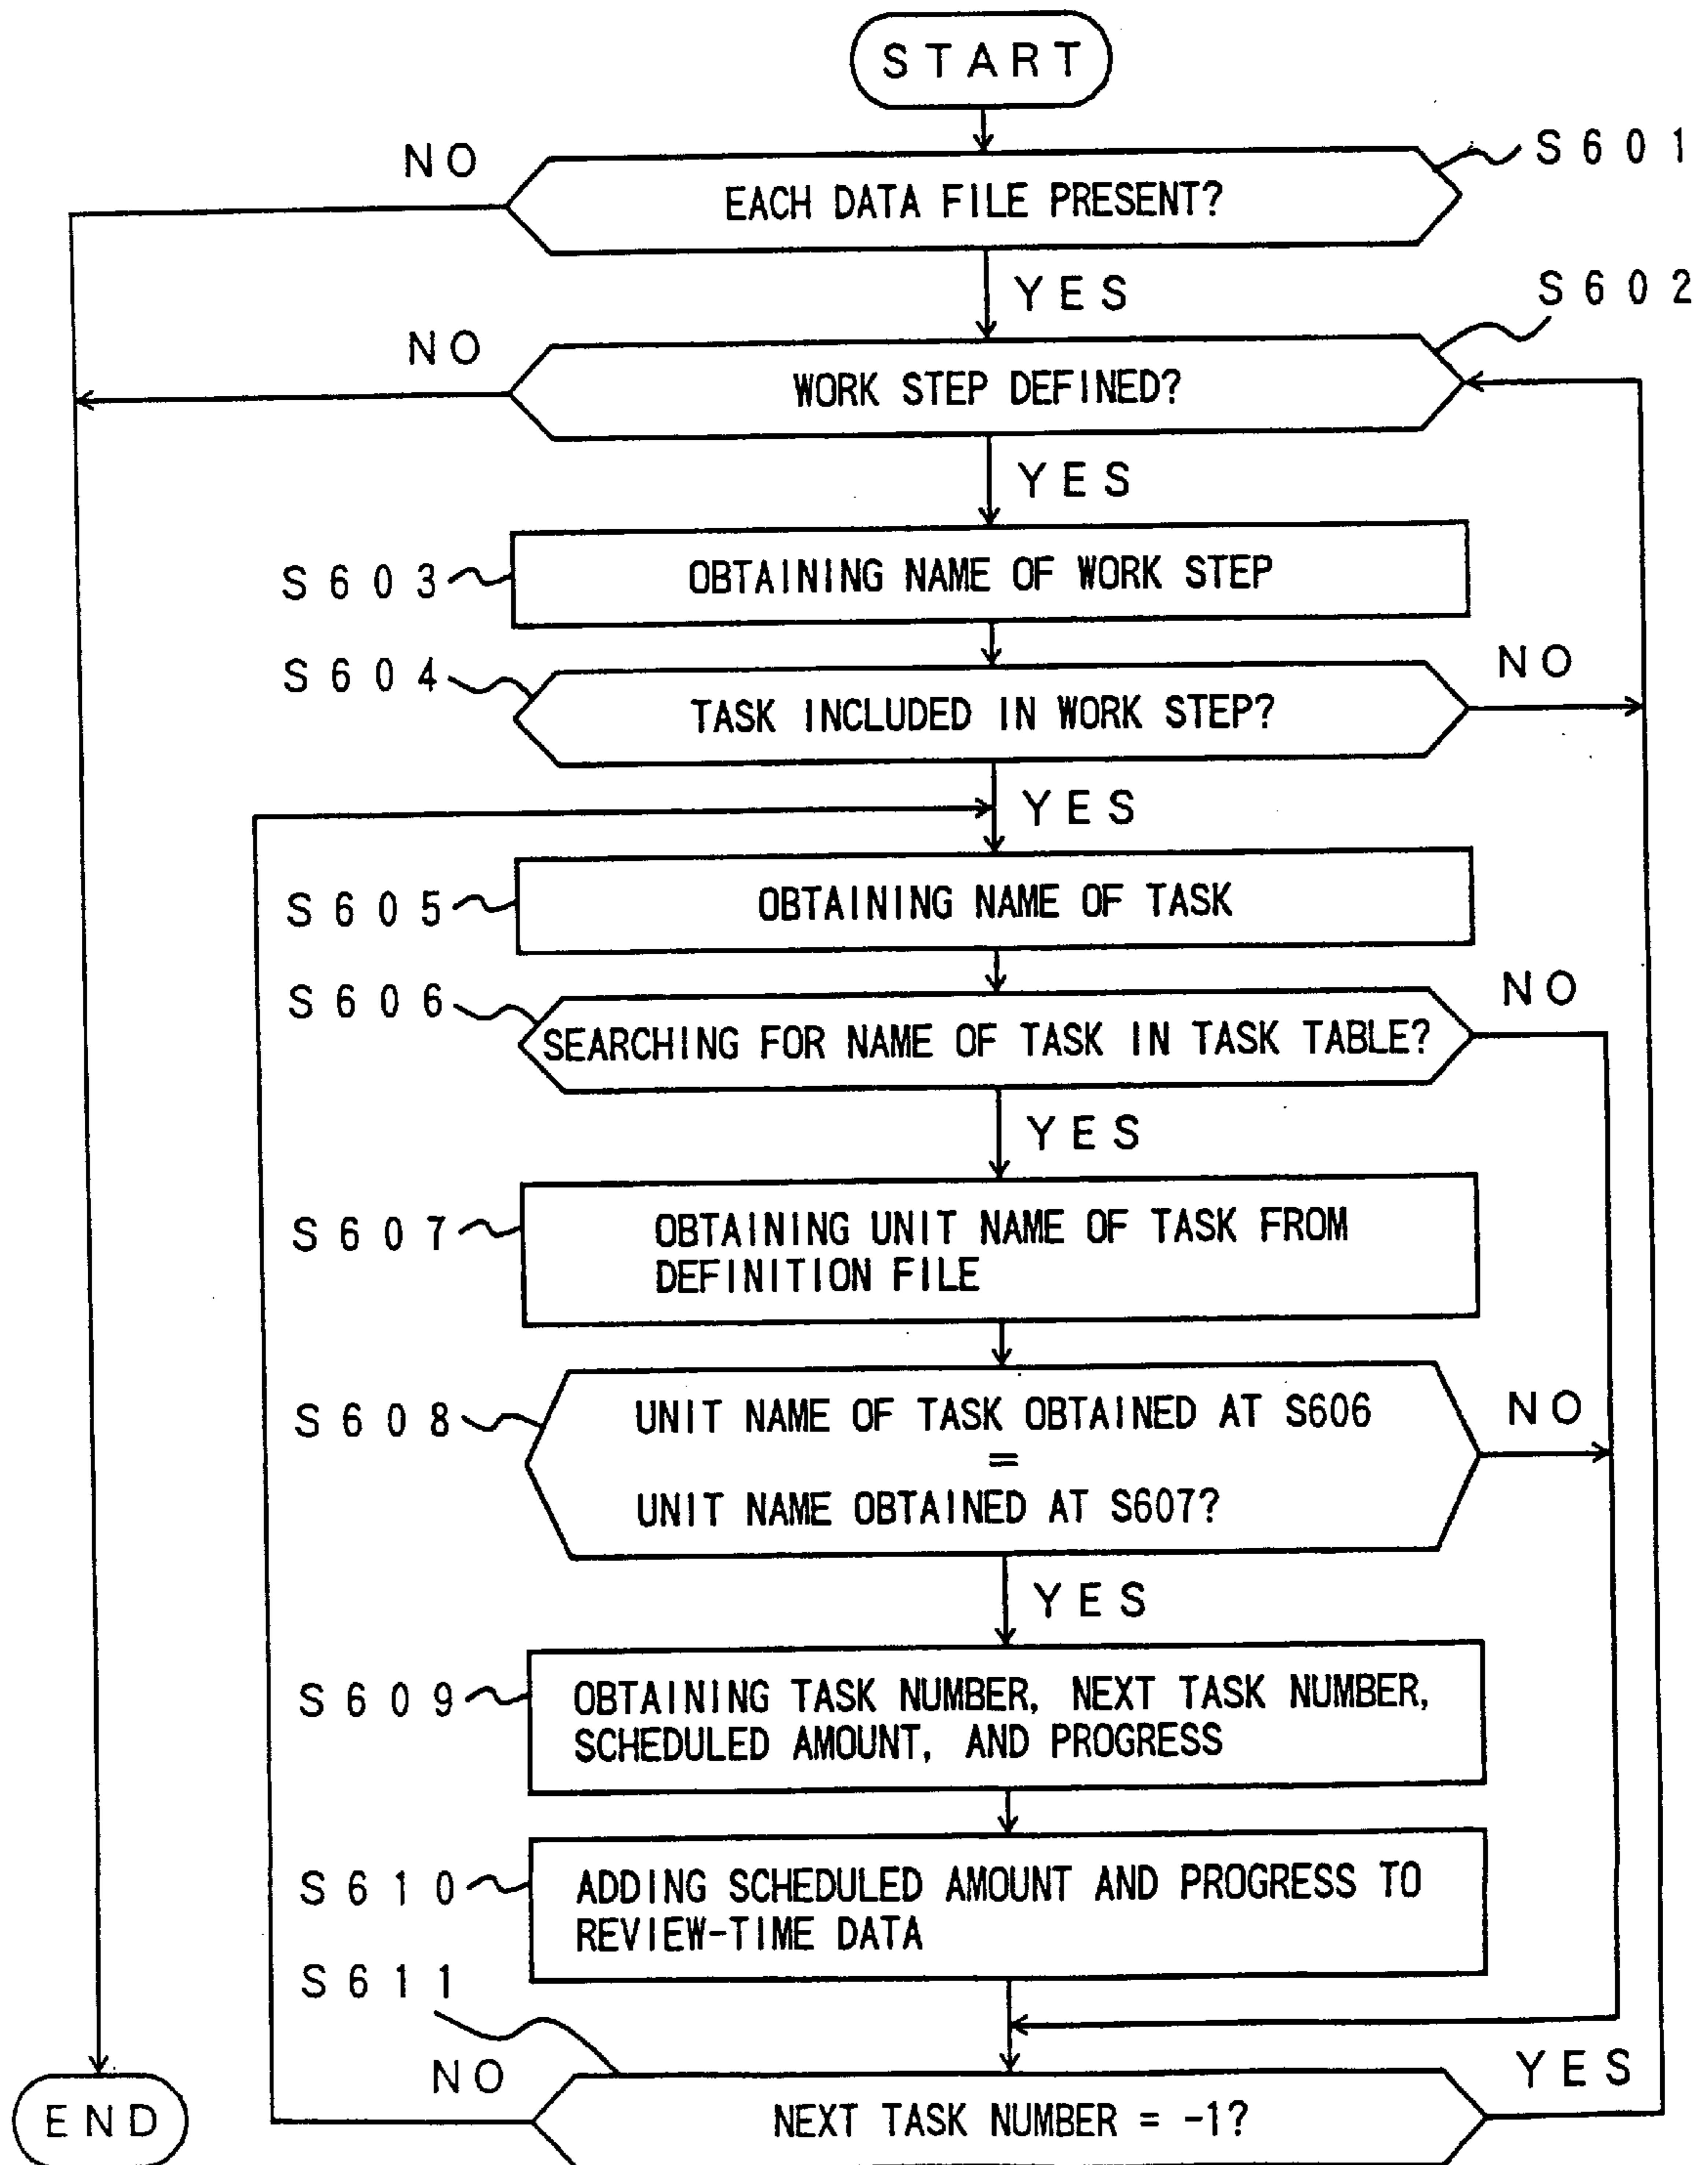 START
NO
S601
EACH DATA FILE PRESENT?
YES
S602
NO
WORK STEP DEFINED?
YES
S603
OBTAINING NAME OF WORK STEP
S604
NO
TASK INCLUDED IN WORK STEP?
YES
S605
OBTAINING NAME OF TASK
S606
NO
SEARCHING FOR NAME OF TASK IN TASK TABLE?
YES
S607
OBTAINING UNIT NAME OF TASK FROM
DEFINITION FILE
S608
UNIT NAME OF TASK OBTAINED AT S606
=
UNIT NAME OBTAINED AT S607?
NO
YES
S609
OBTAINING TASK NUMBER, NEXT TASK NUMBER,
SCHEDULED AMOUNT, AND PROGRESS
S610
ADDING SCHEDULED AMOUNT AND PROGRESS TO
REVIEW-TIME DATA
S611
NO
YES
END
NEXT TASK NUMBER = -1?